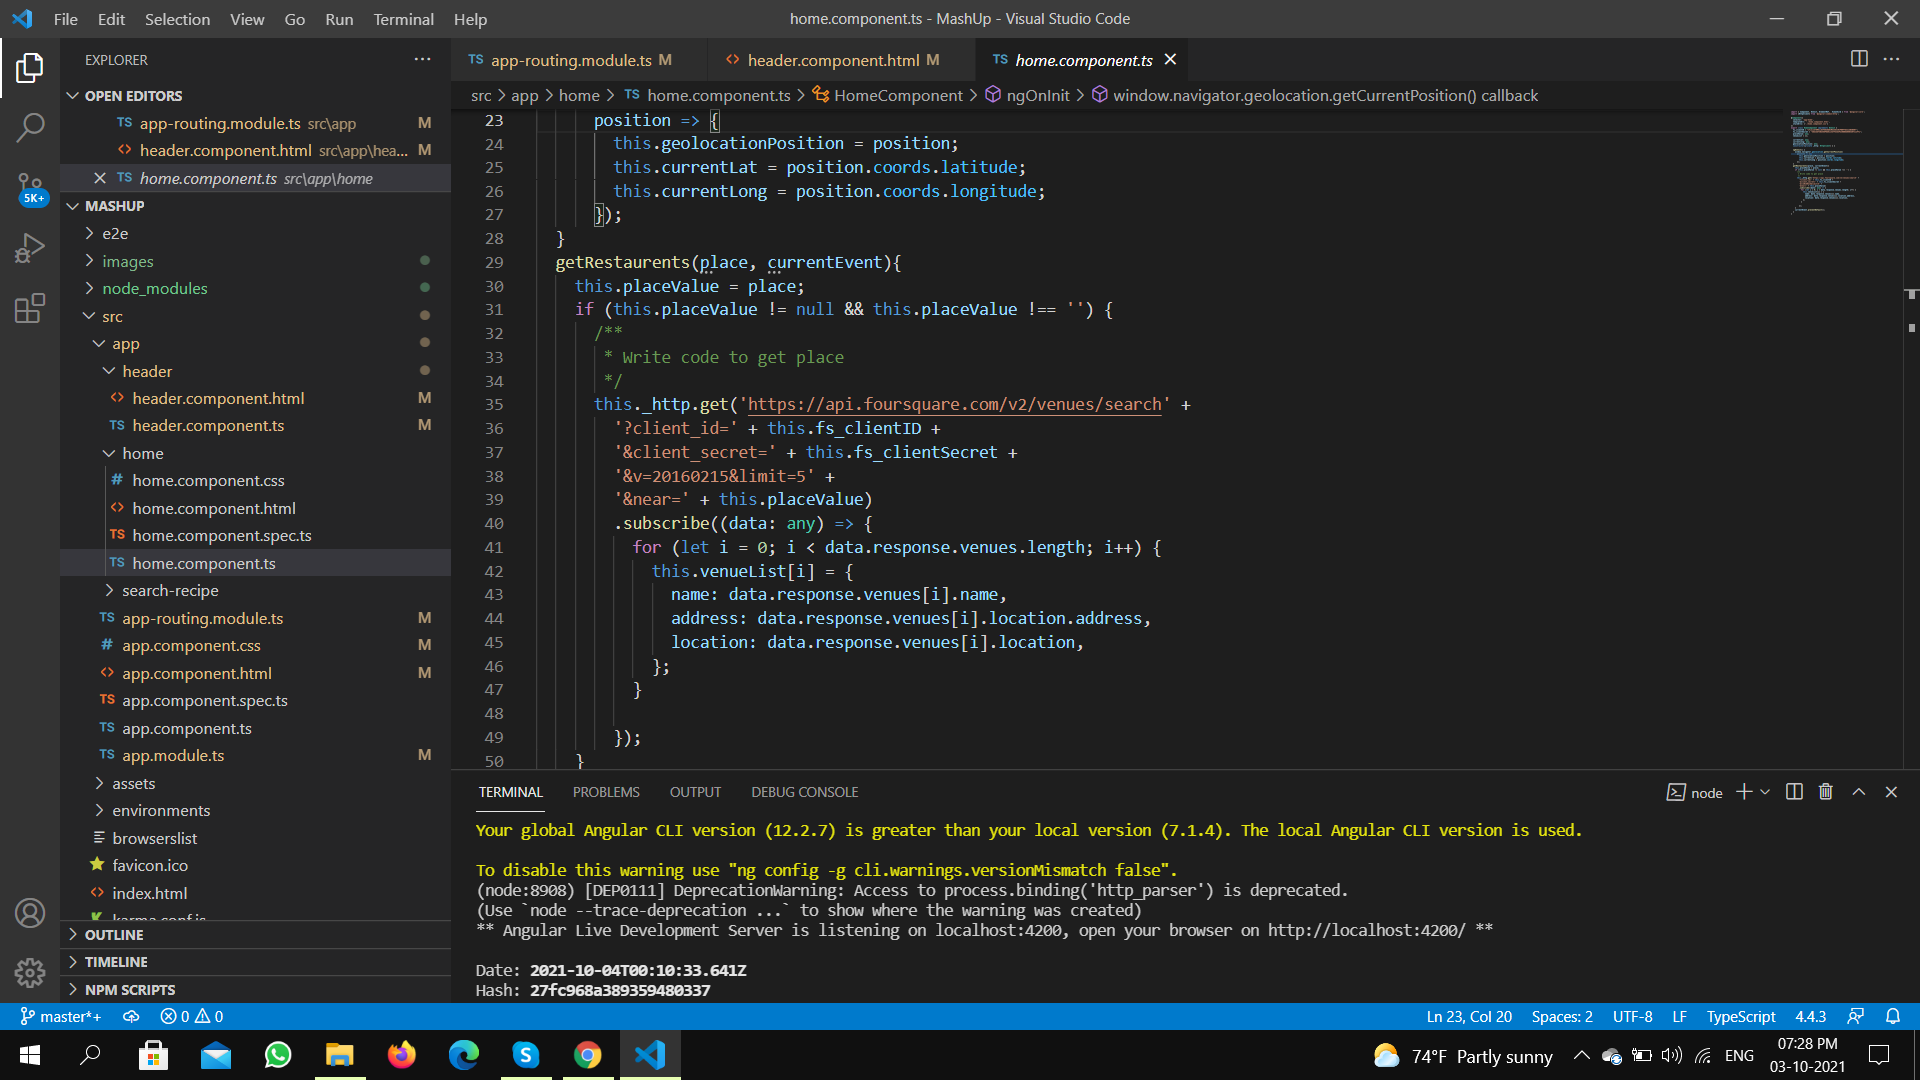 File Edit Selection View Go Run Terminal Help
home.component.ts - MashUp - Visual Studio Code
EXPLORER
OPEN EDITORS
TS app-routing.module.ts src\app M
<> header.component.html src\app\hea... M
TS home.component.ts src\app\home
MASHUP
e2e
images
node_modules
src
app
header
<> header.component.html M
TS header.component.ts M
home
# home.component.css
<> home.component.html
TS home.component.spec.ts
TS home.component.ts
search-recipe
TS app-routing.module.ts M
# app.component.css M
<> app.component.html M
TS app.component.spec.ts
TS app.component.ts
TS app.module.ts M
assets
environments
browserslist
favicon.ico
<> index.html
karma.conf.js
OUTLINE
TIMELINE
NPM SCRIPTS
5K+
TS app-routing.module.ts M
<> header.component.html M
TS home.component.ts
src > app > home > TS home.component.ts > HomeComponent > ngOnInit > window.navigator.geolocation.getCurrentPosition() callback
23 position => {
24 this.geolocationPosition = position;
25 this.currentLat = position.coords.latitude;
26 this.currentLong = position.coords.longitude;
27 });
28 }
29 getRestaurents(place, currentEvent){
30 this.placeValue = place;
31 if (this.placeValue != null && this.placeValue !== '') {
32 /**
33 * Write code to get place
34 */
35 this._http.get('https://api.foursquare.com/v2/venues/search' +
36 '?client_id=' + this.fs_clientID +
37 '&client_secret=' + this.fs_clientSecret +
38 '&v=20160215&limit=5' +
39 '&near=' + this.placeValue)
40 .subscribe((data: any) => {
41 for (let i = 0; i < data.response.venues.length; i++) {
42 this.venueList[i] = {
43 name: data.response.venues[i].name,
44 address: data.response.venues[i].location.address,
45 location: data.response.venues[i].location,
46 };
47 }
48
49 });
50 }
TERMINAL PROBLEMS OUTPUT DEBUG CONSOLE
node
Your global Angular CLI version (12.2.7) is greater than your local version (7.1.4). The local Angular CLI version is used.
To disable this warning use "ng config -g cli.warnings.versionMismatch false".
(node:8908) [DEP0111] DeprecationWarning: Access to process.binding('http_parser') is deprecated.
(Use `node --trace-deprecation ...` to show where the warning was created)
** Angular Live Development Server is listening on localhost:4200, open your browser on http://localhost:4200/ **
Date: 2021-10-04T00:10:33.641Z
Hash: 27fc968a389359480337
master*+ 0 0
Ln 23, Col 20 Spaces: 2 UTF-8 LF TypeScript 4.4.3
74°F Partly sunny
ENG
07:28 PM
03-10-2021